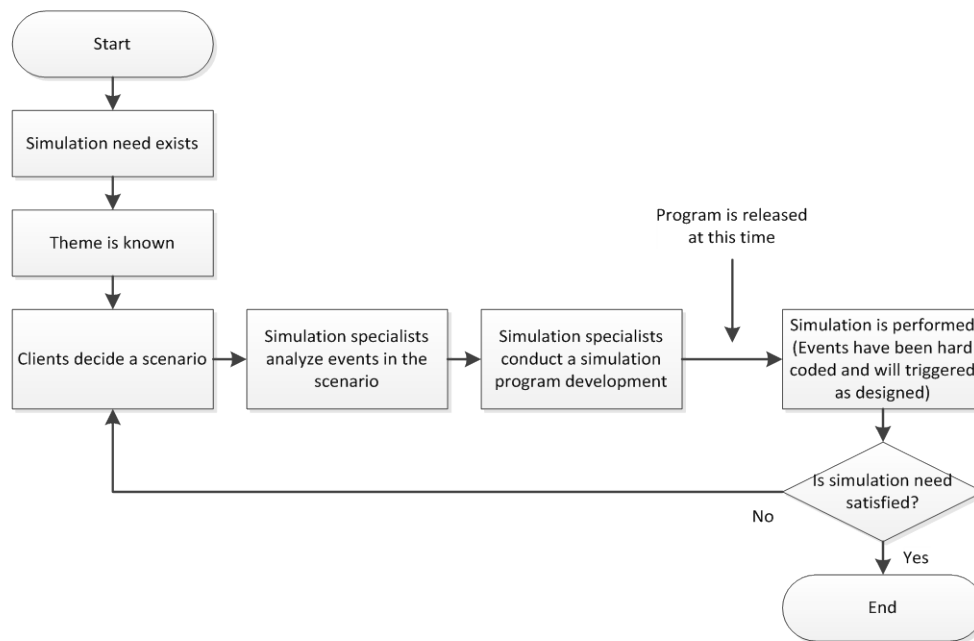 Start
Simulation need exists
Theme is known
Program is released
at this time
Clients decide a scenario
Simulation specialists
analyze events in the
scenario
Simulation specialists
conduct a simulation
program development
Simulation is performed
(Events have been hard
coded and will triggered
as designed)
Is simulation need
satisfied?
No
Yes
End